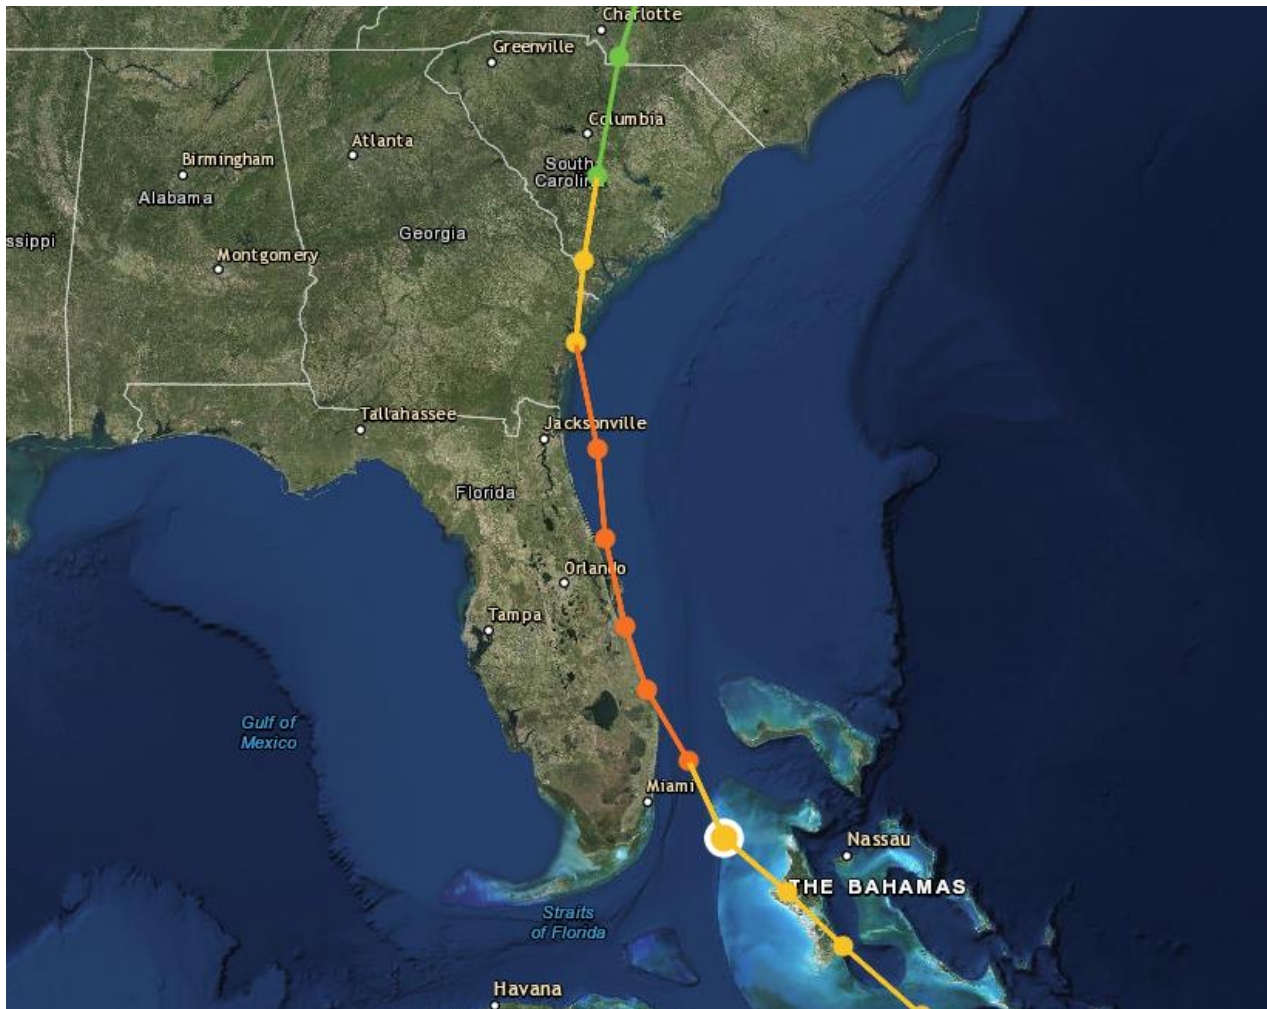 Charlotte
Greenville
Columbia
Atlanta
Birmingham
South
Carolina
Alabama
Georgia
ssippi
Montgomery
Tallahassee
Jacksonville
Florida
Orlando
Tampa
Gulf of
Mexico
Miami
Nassau
THE BAHAMAS
Straits
of Florida
Havana